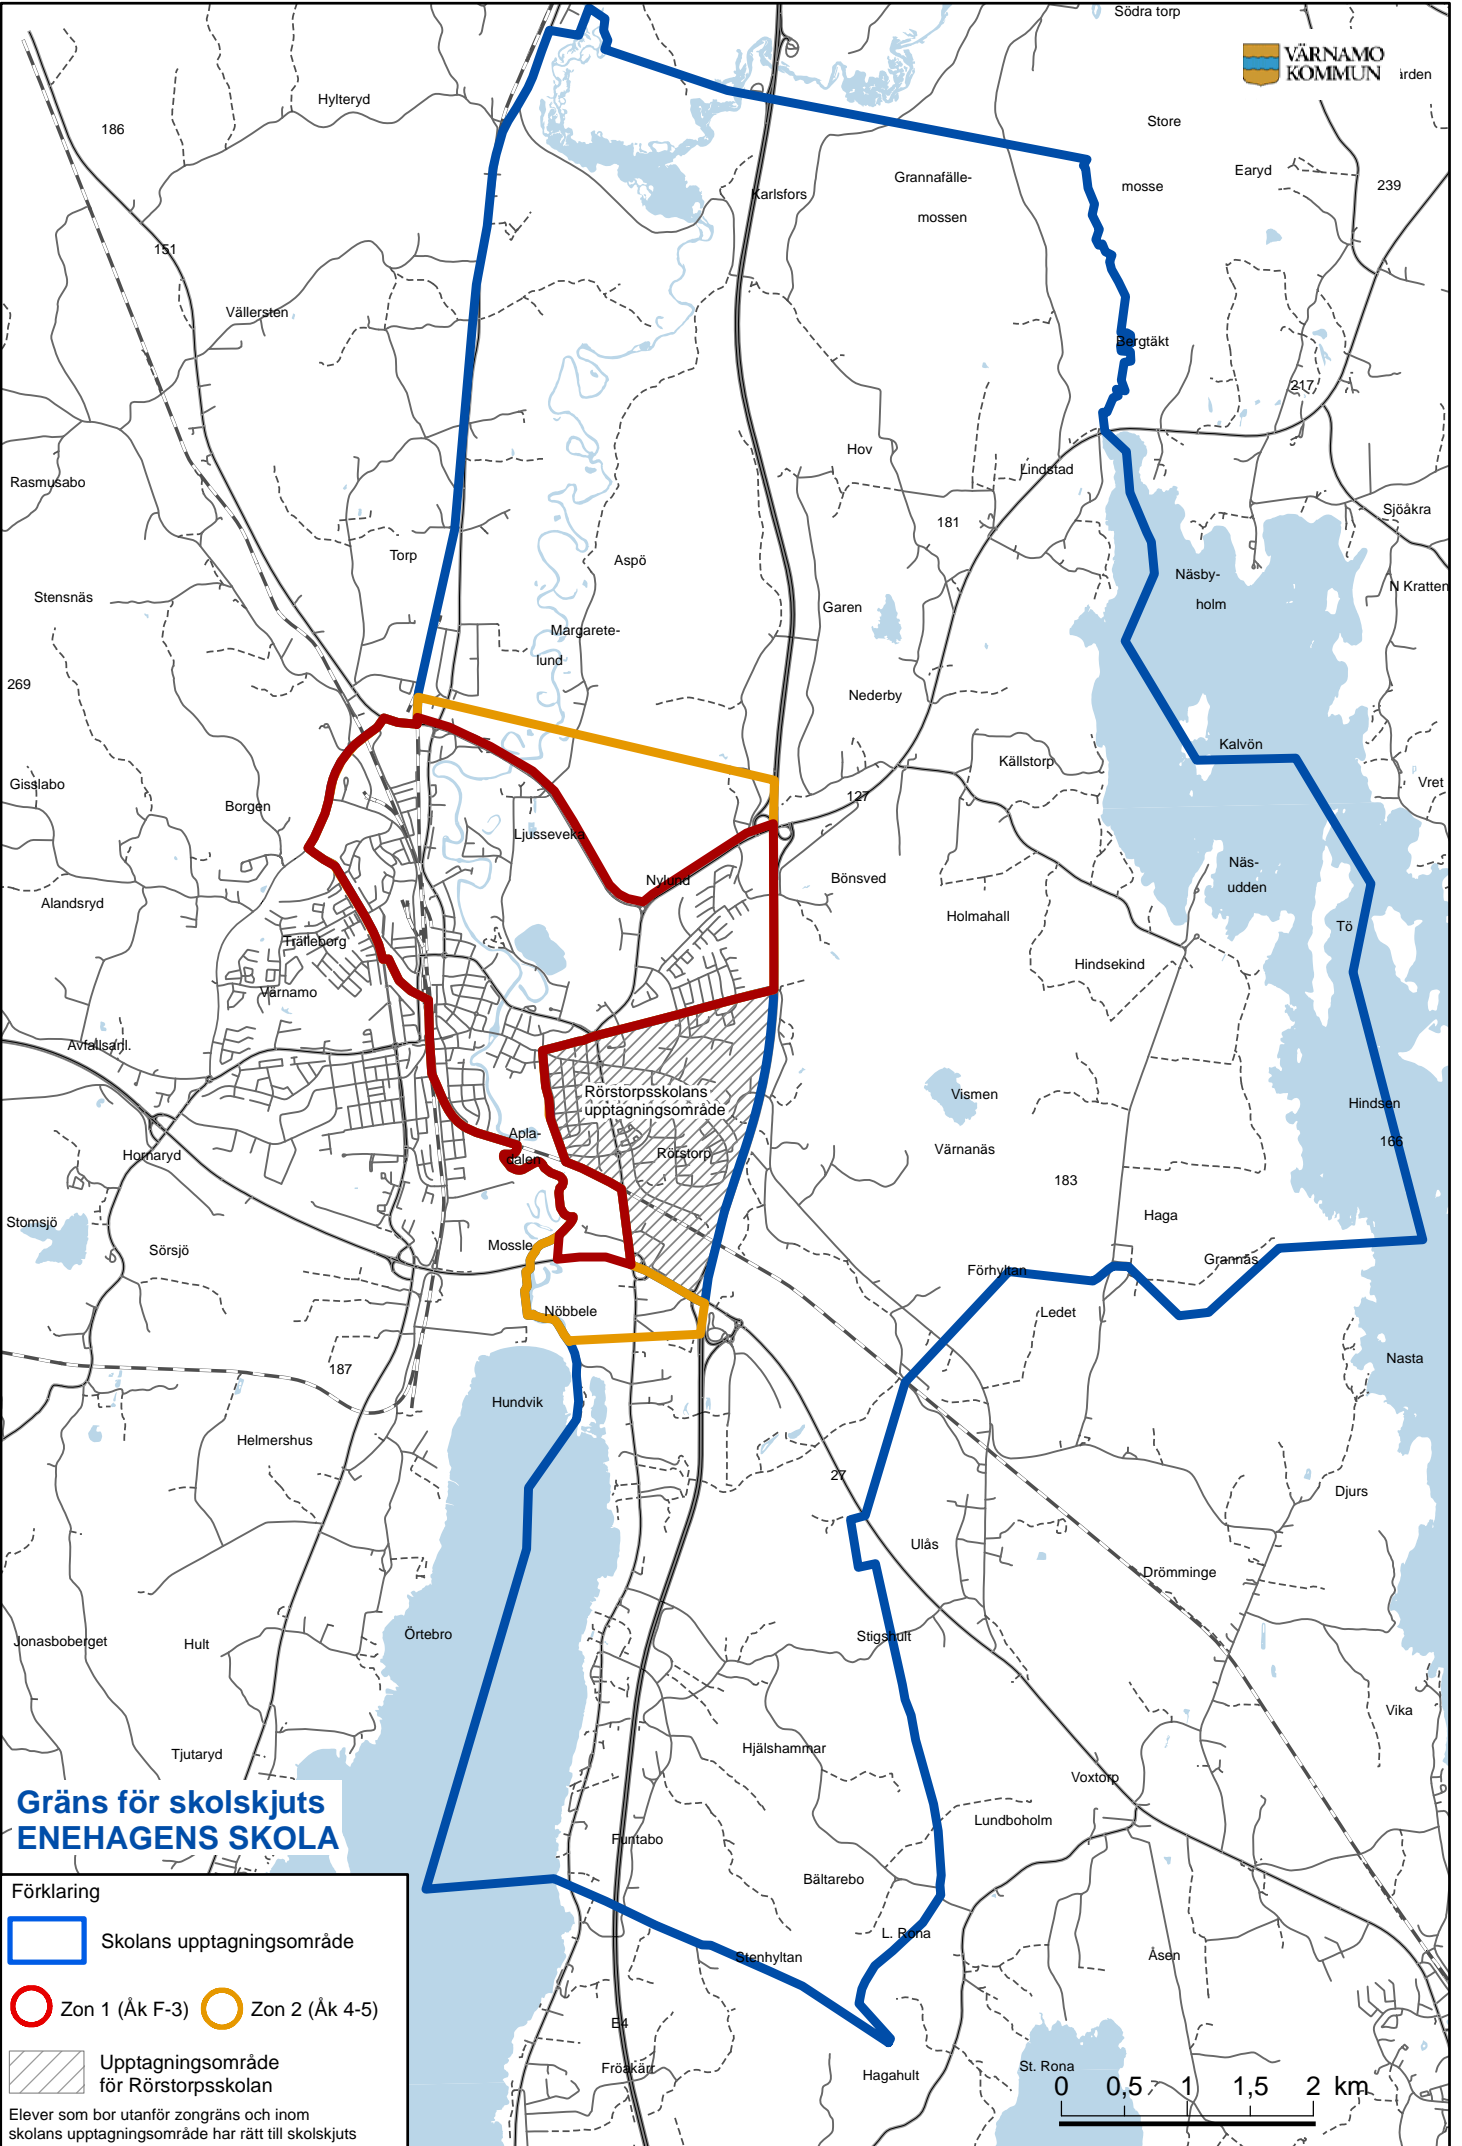 Södra torp
VÄRNAMO
KOMMUN
ården
Hylteryd
186
Store
Earyd
Grannafälle-
mosse
239
Karlsfors
mossen
151
Vällersten
Bergtäkt
217
Hov
Lindstad
Rasmusabo
Sjöåkra
181
Torp
Aspö
Näsby-
holm
N Kratten
Stensnäs
Garen
Margarete-
lund
269
Nederby
Kalvön
Källstorp
Gisslabo
Vret
127
Borgen
Ljusseveka
Näs-
udden
Nylund
Bönsved
Alandsryd
Holmahall
Tö
Trälleborg
Hindsekind
Värnamo
Avfallsanl.
Rörstorpsskolans
upptagningsområde
Vismen
Hindsen
Apla-
dalen
166
Hornaryd
Rörstorp
Värnanäs
183
Stomsjö
Haga
Sörsjö
Mossle
Grannäs
Förhyltan
Nöbbele
Ledet
187
Nasta
Hundvik
Helmershus
27
Djurs
Ulås
Drömminge
Örtebro
Stigshult
Jonasboberget
Hult
Vika
Hjälshammar
Tjutaryd
Voxtorp
Gräns för skolskjuts
ENEHAGENS SKOLA
Lundboholm
Funtabo
Bältarebo
Förklaring
Skolans upptagningsområde
L. Rona
Stenhyltan
Åsen
Zon 1 (Åk F-3)
Zon 2 (Åk 4-5)
E4
Upptagningsområde
för Rörstorpsskolan
Fröäkärr
Hagahult
St. Rona
0 0,5 1 1,5 2 km
Elever som bor utanför zongräns och inom
skolans upptagningsområde har rätt till skolskjuts